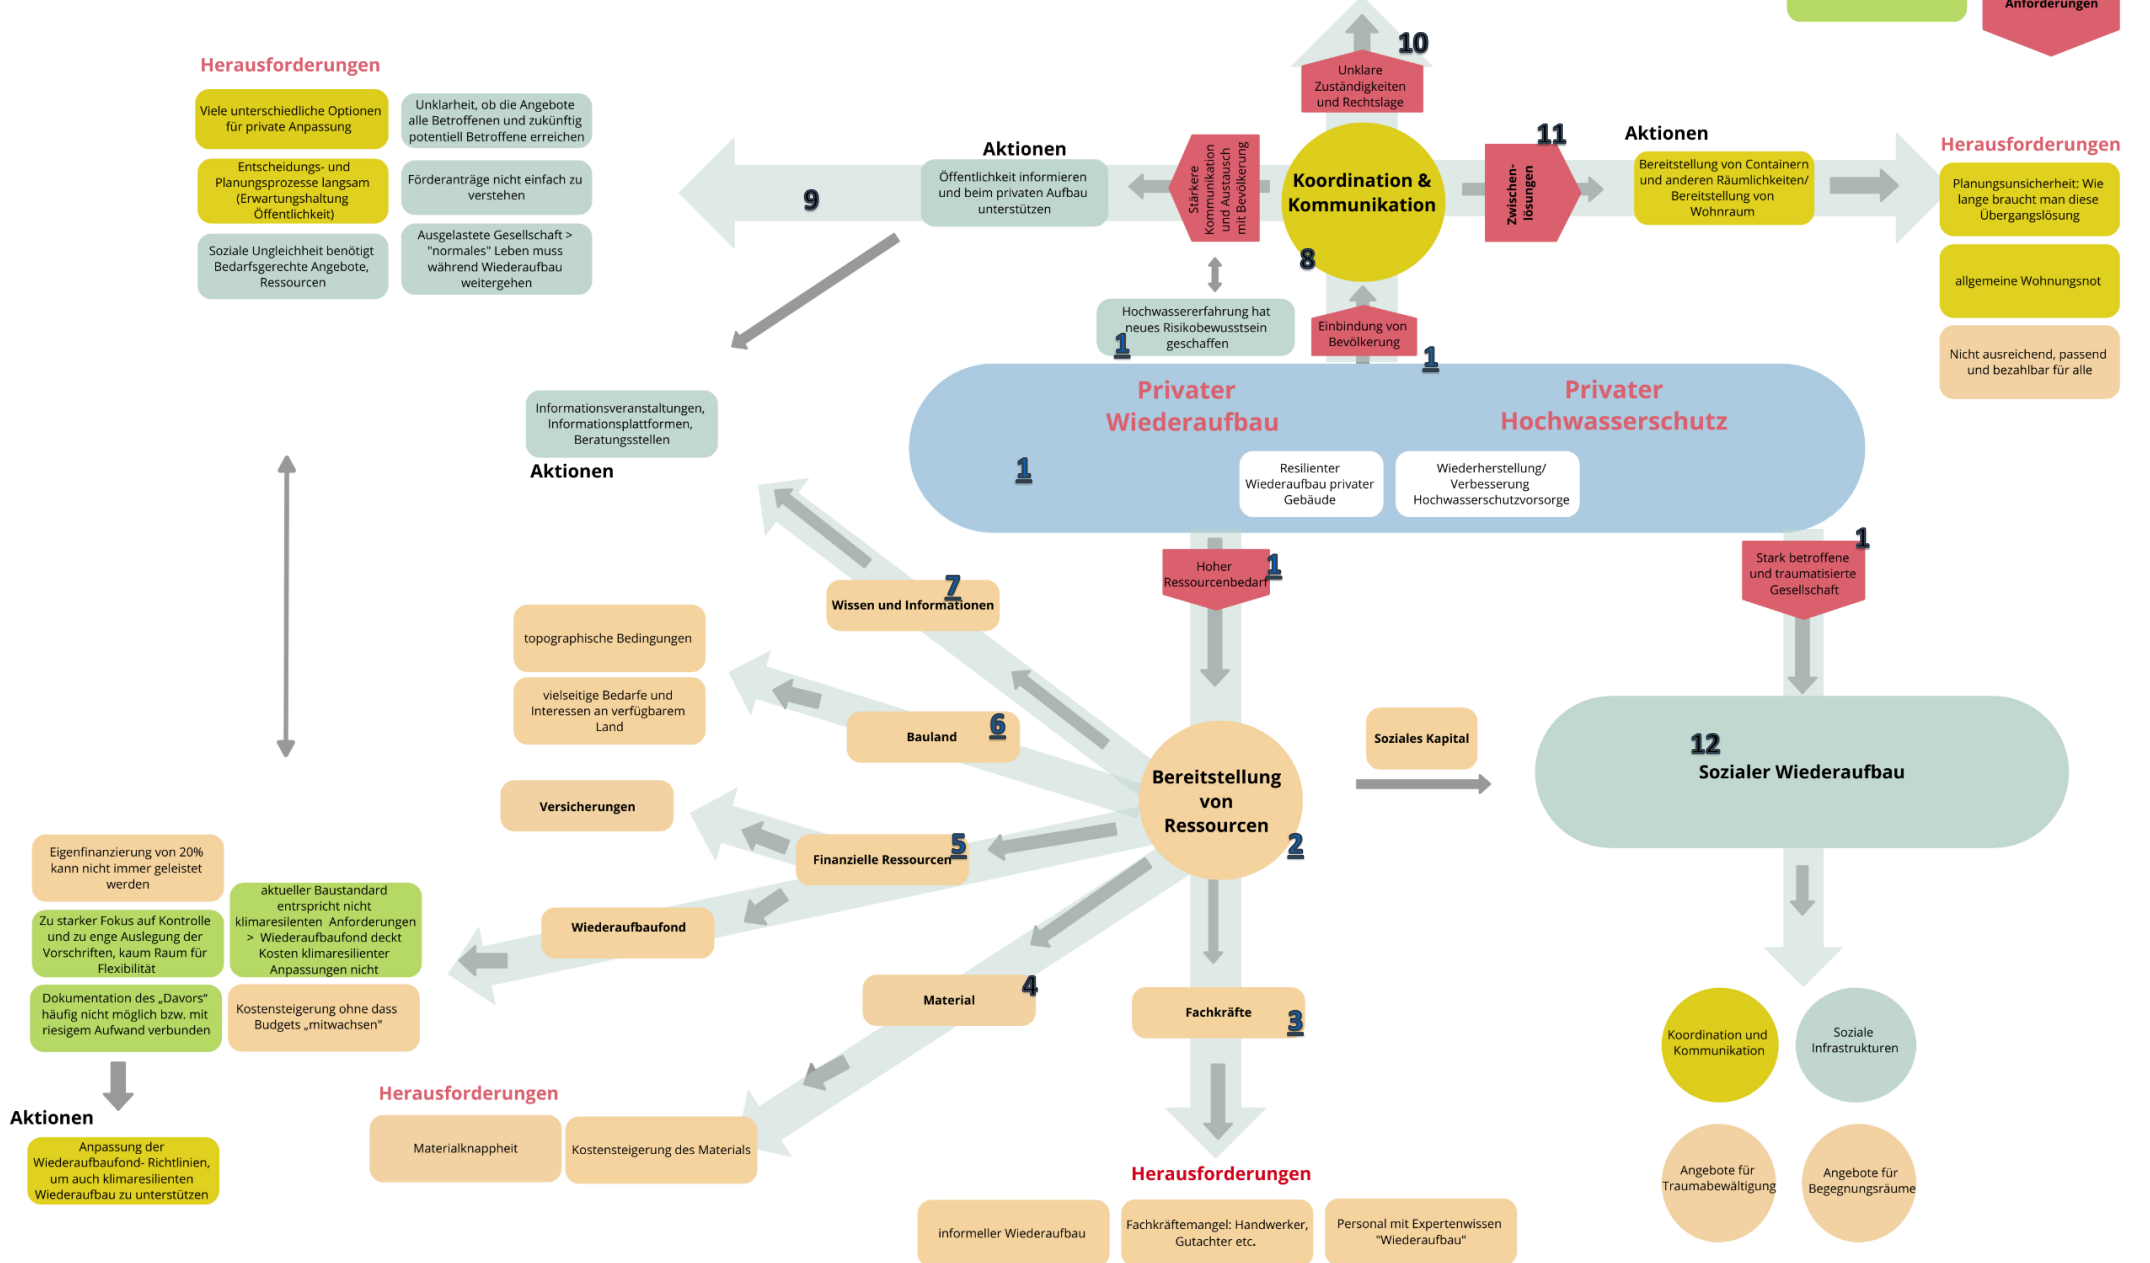 Anforderungen
10
Unklare
Zuständigkeiten
und Rechtslage
Herausforderungen
Viele unterschiedliche Optionen
für private Anpassung
Unklarheit, ob die Angebote
alle Betroffenen und zukünftig
potentiell Betroffene erreichen
Entscheidungs- und
Planungsprozesse langsam
(Erwartungshaltung
Öffentlichkeit)
Förderanträge nicht einfach zu
verstehen
Soziale Ungleichheit benötigt
Bedarfsgerechte Angebote,
Ressourcen
Ausgelastete Gesellschaft >
"normales" Leben muss
während Wiederaufbau
weitergehen
9
Aktionen
Öffentlichkeit informieren
und beim privaten Aufbau
unterstützen
Stärkere
Kommunikation
und Austausch
mit Bevölkerung
Koordination &
Kommunikation
8
11
Zwischen-
lösungen
Aktionen
Bereitstellung von Containern
und anderen Räumlichkeiten/
Bereitstellung von
Wohnraum
Herausforderungen
Planungsunsicherheit: Wie
lange braucht man diese
Übergangslösung
allgemeine Wohnungsnot
Nicht ausreichend, passend
und bezahlbar für alle
Hochwassererfahrung hat
neues Risikobewusstsein
geschaffen
1
Einbindung von
Bevölkerung
1
Privater
Wiederaufbau
Privater
Hochwasserschutz
1
Resilienter
Wiederaufbau privater
Gebäude
Wiederherstellung/
Verbesserung
Hochwasserschutzvorsorge
Informationsveranstaltungen,
Informationsplattformen,
Beratungsstellen
Aktionen
Hoher
Ressourcenbedarf
1
1
Stark betroffene
und traumatisierte
Gesellschaft
7
Wissen und Informationen
topographische Bedingungen
vielseitige Bedarfe und
Interessen an verfügbarem
Land
6
Bauland
Bereitstellung
von
Ressourcen
2
Soziales Kapital
12
Sozialer Wiederaufbau
Versicherungen
5
Finanzielle Ressourcen
Wiederaufbaufond
Eigenfinanzierung von 20%
kann nicht immer geleistet
werden
aktueller Baustandard
entrspricht nicht
klimaresilenten Anforderungen
> Wiederaufbaufond deckt
Kosten klimaresilienter
Anpassungen nicht
Zu starker Fokus auf Kontrolle
und zu enge Auslegung der
Vorschriften, kaum Raum für
Flexibilität
Dokumentation des „Davors“
häufig nicht möglich bzw. mit
riesigem Aufwand verbunden
Kostensteigerung ohne dass
Budgets „mitwachsen"
Aktionen
Anpassung der
Wiederaufbaufond- Richtlinien,
um auch klimaresilienten
Wiederaufbau zu unterstützen
4
Material
Herausforderungen
Materialknappheit
Kostensteigerung des Materials
Fachkräfte
3
Herausforderungen
informeller Wiederaufbau
Fachkräftemangel: Handwerker,
Gutachter etc.
Personal mit Expertenwissen
"Wiederaufbau"
Koordination und
Kommunikation
Soziale
Infrastrukturen
Angebote für
Traumabewältigung
Angebote für
Begegnungsräume